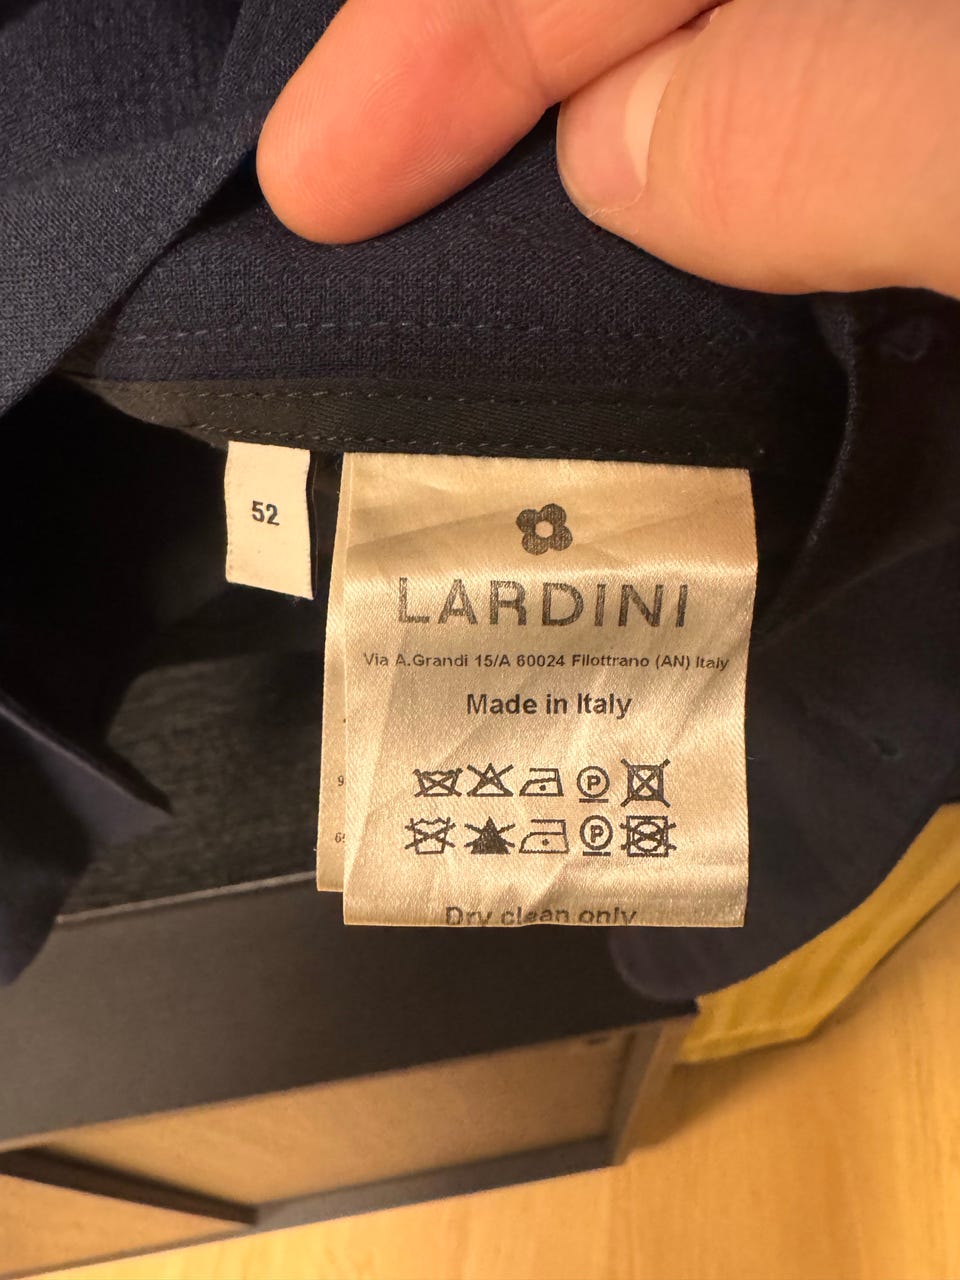 52
LARDINI
Via A.Grandi 15/A 60024 Filottrano (AN) Italy
Made in Italy
P
P
Dry clean only